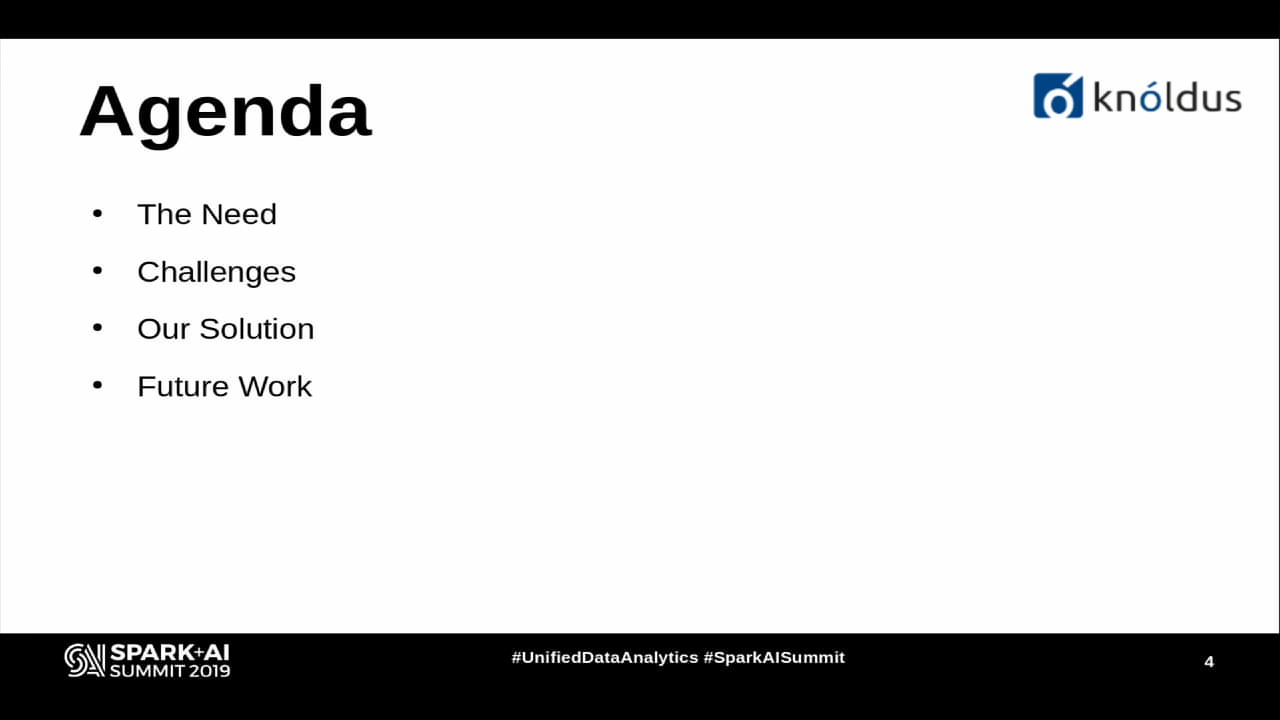 Agenda
knóldus
• The Need
• Challenges
• Our Solution
• Future Work
SPARK+AI
SUMMIT 2019
#UnifiedDataAnalytics #SparkAISummit
4